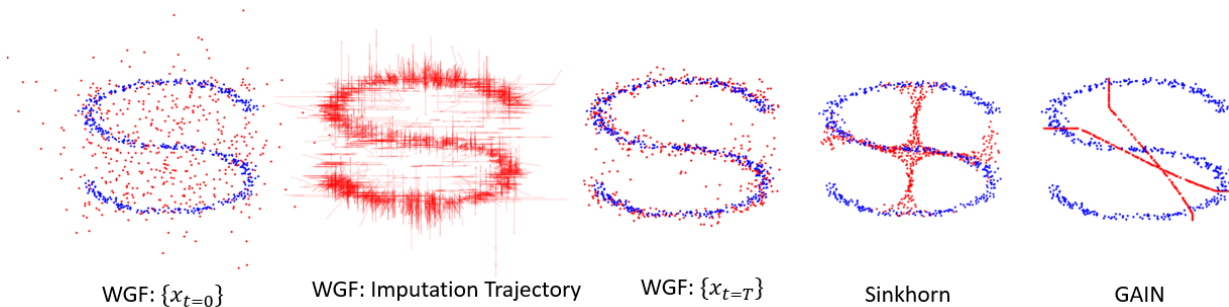 WGF: {x_{t=0}}
WGF: Imputation Trajectory
WGF: {x_{t=T}}
Sinkhorn
GAIN